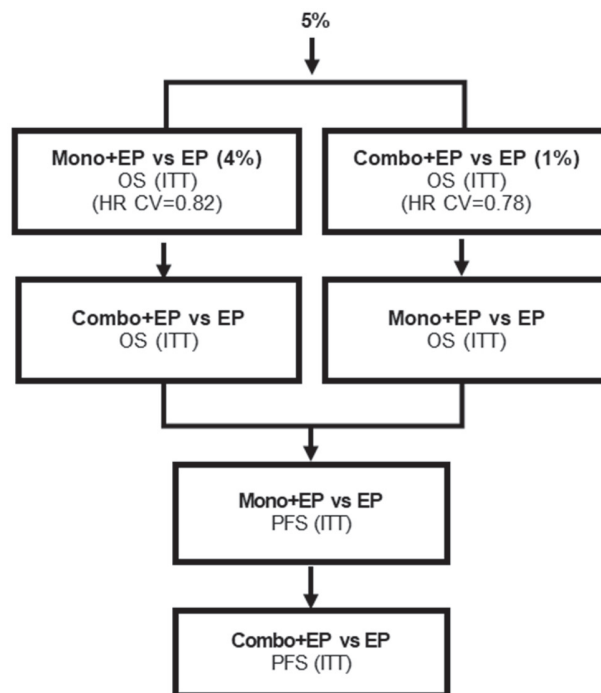 5%
Mono+EP vs EP (4%)
OS (ITT)
(HR CV=0.82)
Combo+EP vs EP (1%)
OS (ITT)
(HR CV=0.78)
Combo+EP vs EP
OS (ITT)
Mono+EP vs EP
OS (ITT)
Mono+EP vs EP
PFS (ITT)
Combo+EP vs EP
PFS (ITT)